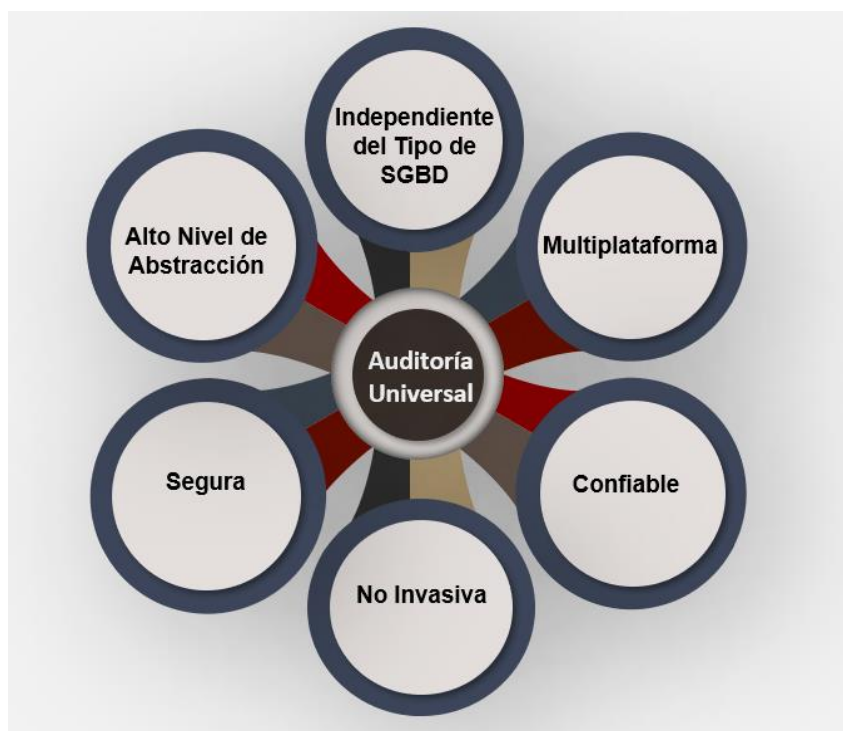 Independiente
del Tipo de
SGBD
Alto Nivel de
Abstracción
Multiplataforma
Auditoría
Universal
Segura
Confiable
No Invasiva